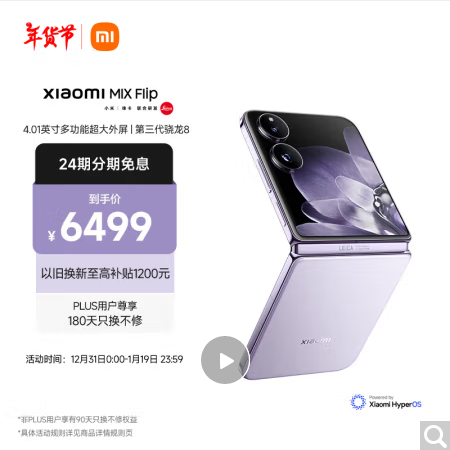 年货节
mi
xiaomi MIX Flip
小米 | 徕卡 联合研发 Leica
4.01英寸多功能超大外屏 | 第三代骁龙8
24期分期免息
到手价
¥6499
以旧换新至高补贴1200元
PLUS用户尊享
180天只换不修
活动时间:12月31日0:00-1月19日 23:59
LEICA
xiaomi
Powered by
Xiaomi HyperOS
*非PLUS用户享有90天只换不修权益
*具体活动规则详见商品详情规则页